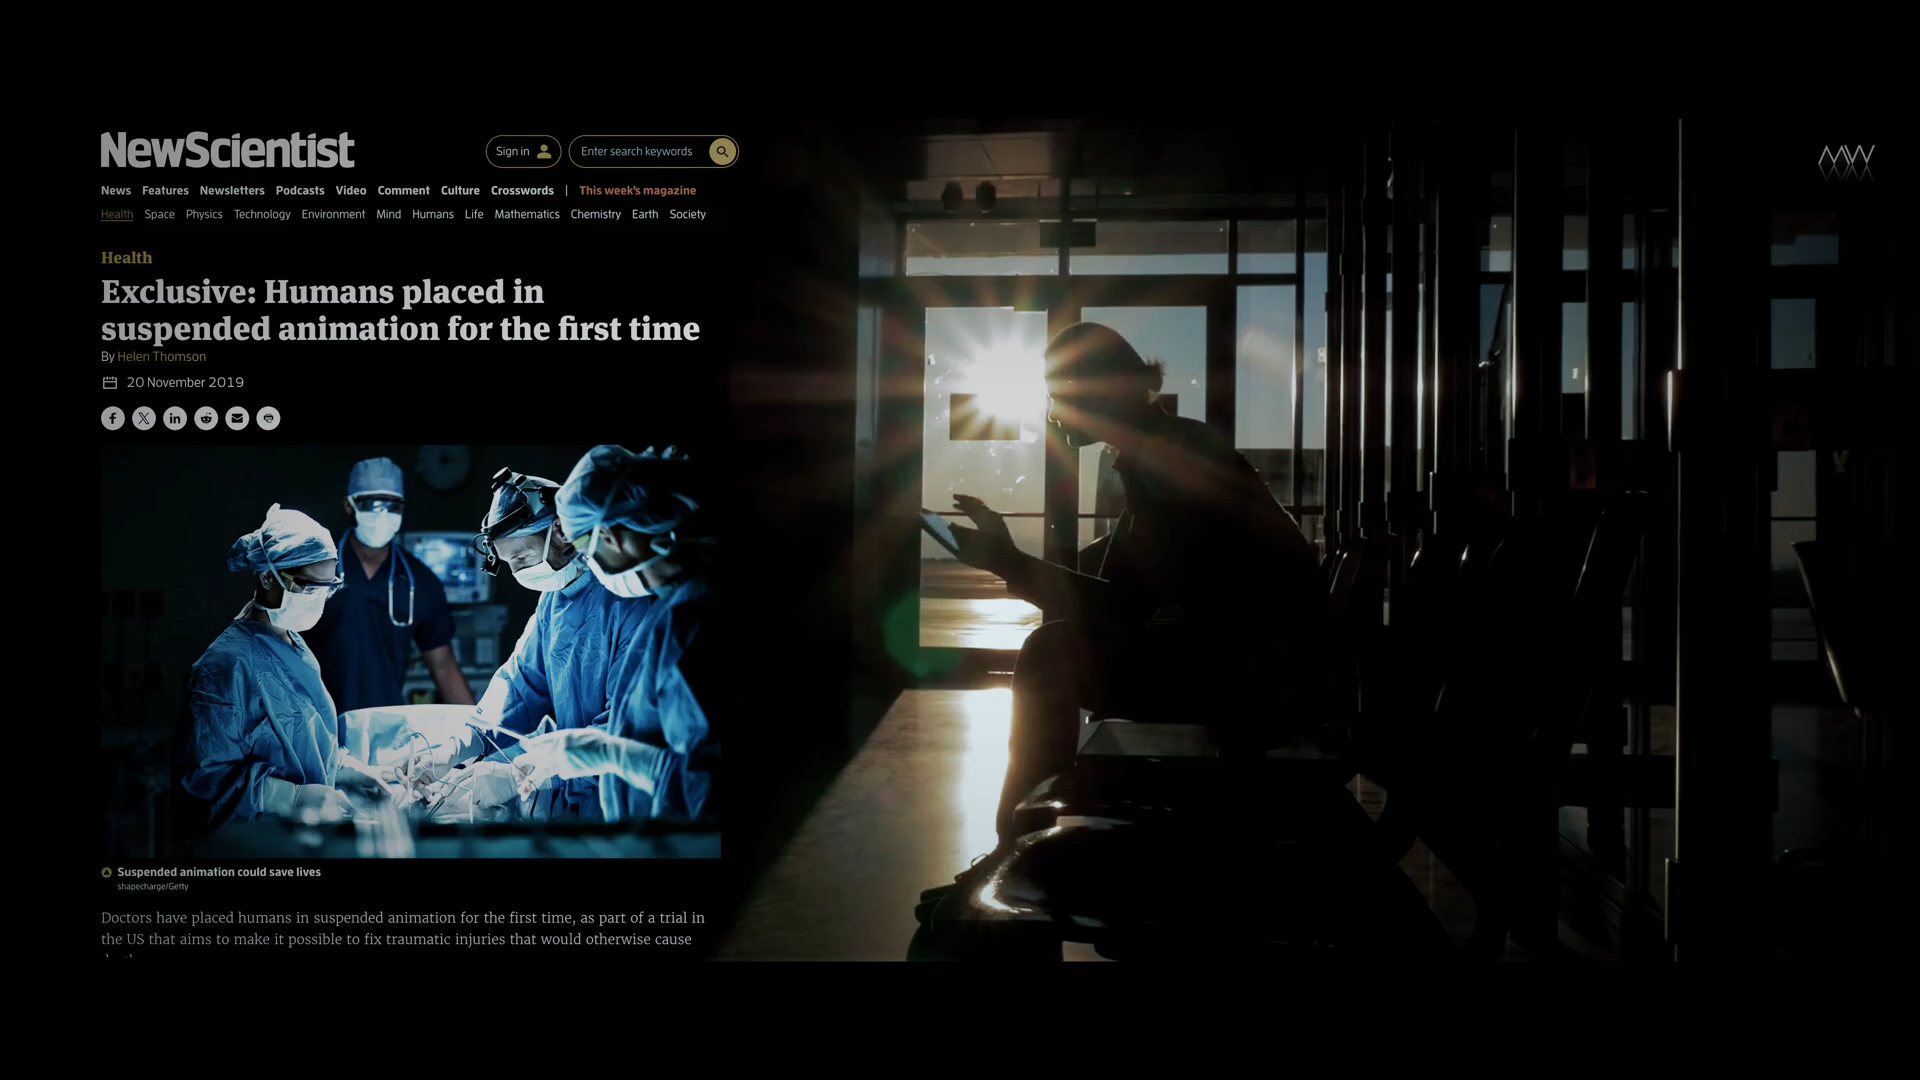 NewScientist
Sign in
Enter search keywords
News Features Newsletters Podcasts Video Comment Culture Crosswords | This week's magazine
Health Space Physics Technology Environment Mind Humans Life Mathematics Chemistry Earth Society
Health
Exclusive: Humans placed in
suspended animation for the first time
By Helen Thomson
20 November 2019
Suspended animation could save lives
shapecharge/Getty
Doctors have placed humans in suspended animation for the first time, as part of a trial in
the US that aims to make it possible to fix traumatic injuries that would otherwise cause